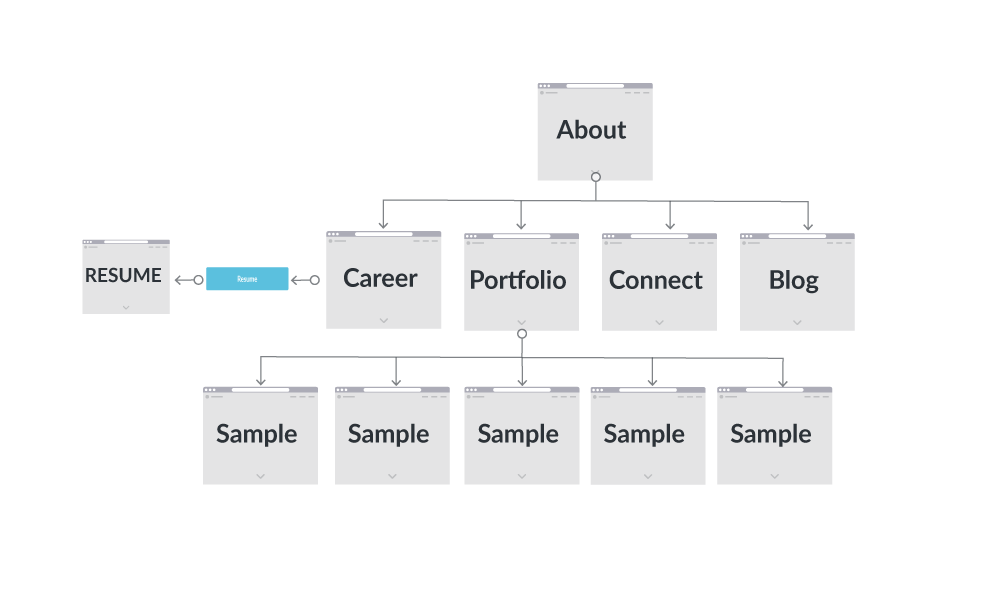 About
RESUME
Resume
Career
Portfolio
Connect
Blog
Sample
Sample
Sample
Sample
Sample